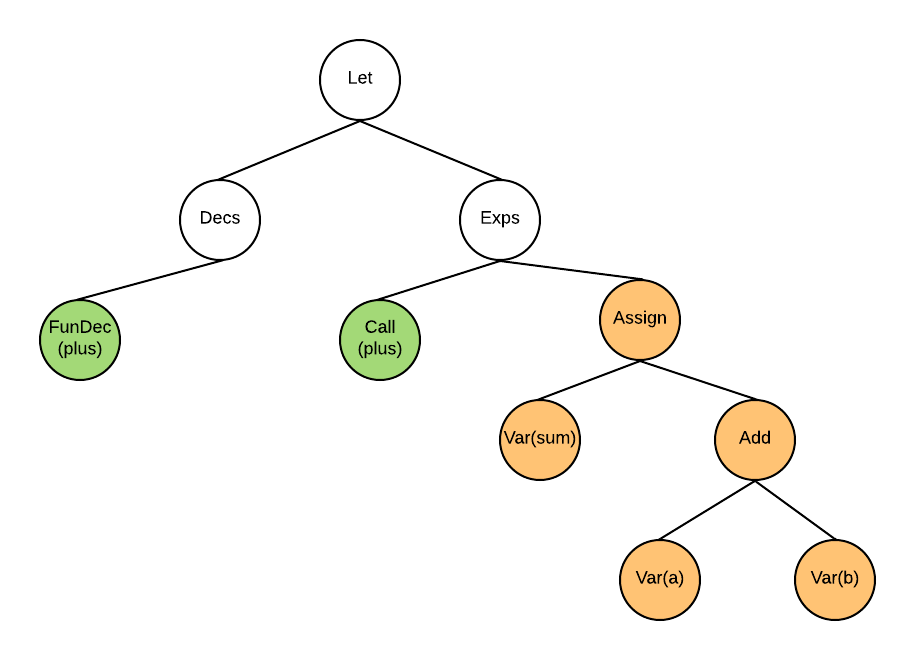 Let
Decs
Exps
FunDec
(plus)
Call
(plus)
Assign
Var(sum)
Add
Var(a)
Var(b)